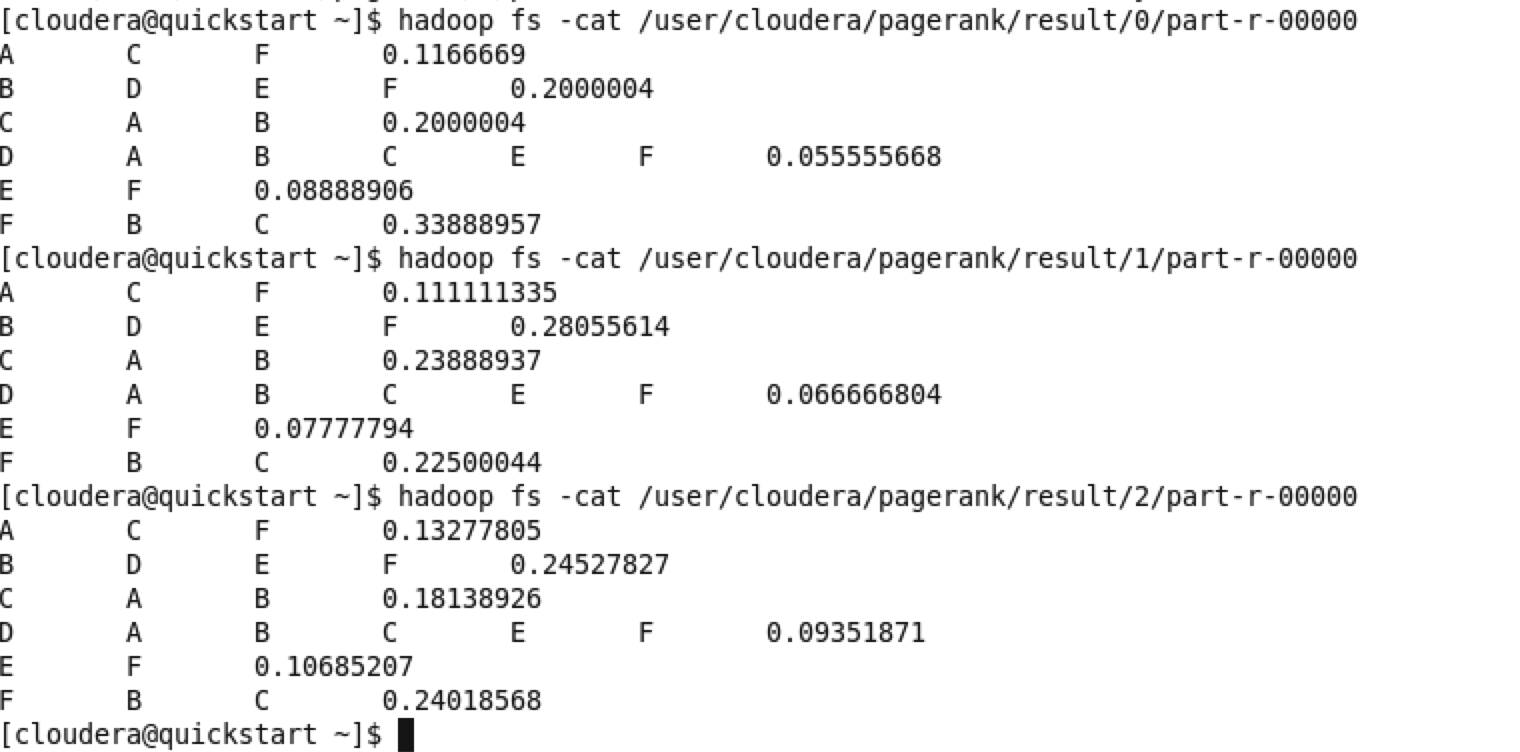 [cloudera@quickstart ~]$ hadoop fs -cat /user/cloudera/pagerank/result/0/part-r-00000
A C F 0.1166669
B D E F 0.2000004
C A B 0.2000004
D A B C E F 0.055555668
E F 0.08888906
F B C 0.33888957
[cloudera@quickstart ~]$ hadoop fs -cat /user/cloudera/pagerank/result/1/part-r-00000
A C F 0.111111335
B D E F 0.28055614
C A B 0.23888937
D A B C E F 0.066666804
E F 0.07777794
F B C 0.22500044
[cloudera@quickstart ~]$ hadoop fs -cat /user/cloudera/pagerank/result/2/part-r-00000
A C F 0.13277805
B D E F 0.24527827
C A B 0.18138926
D A B C E F 0.09351871
E F 0.10685207
F B C 0.24018568
[cloudera@quickstart ~]$